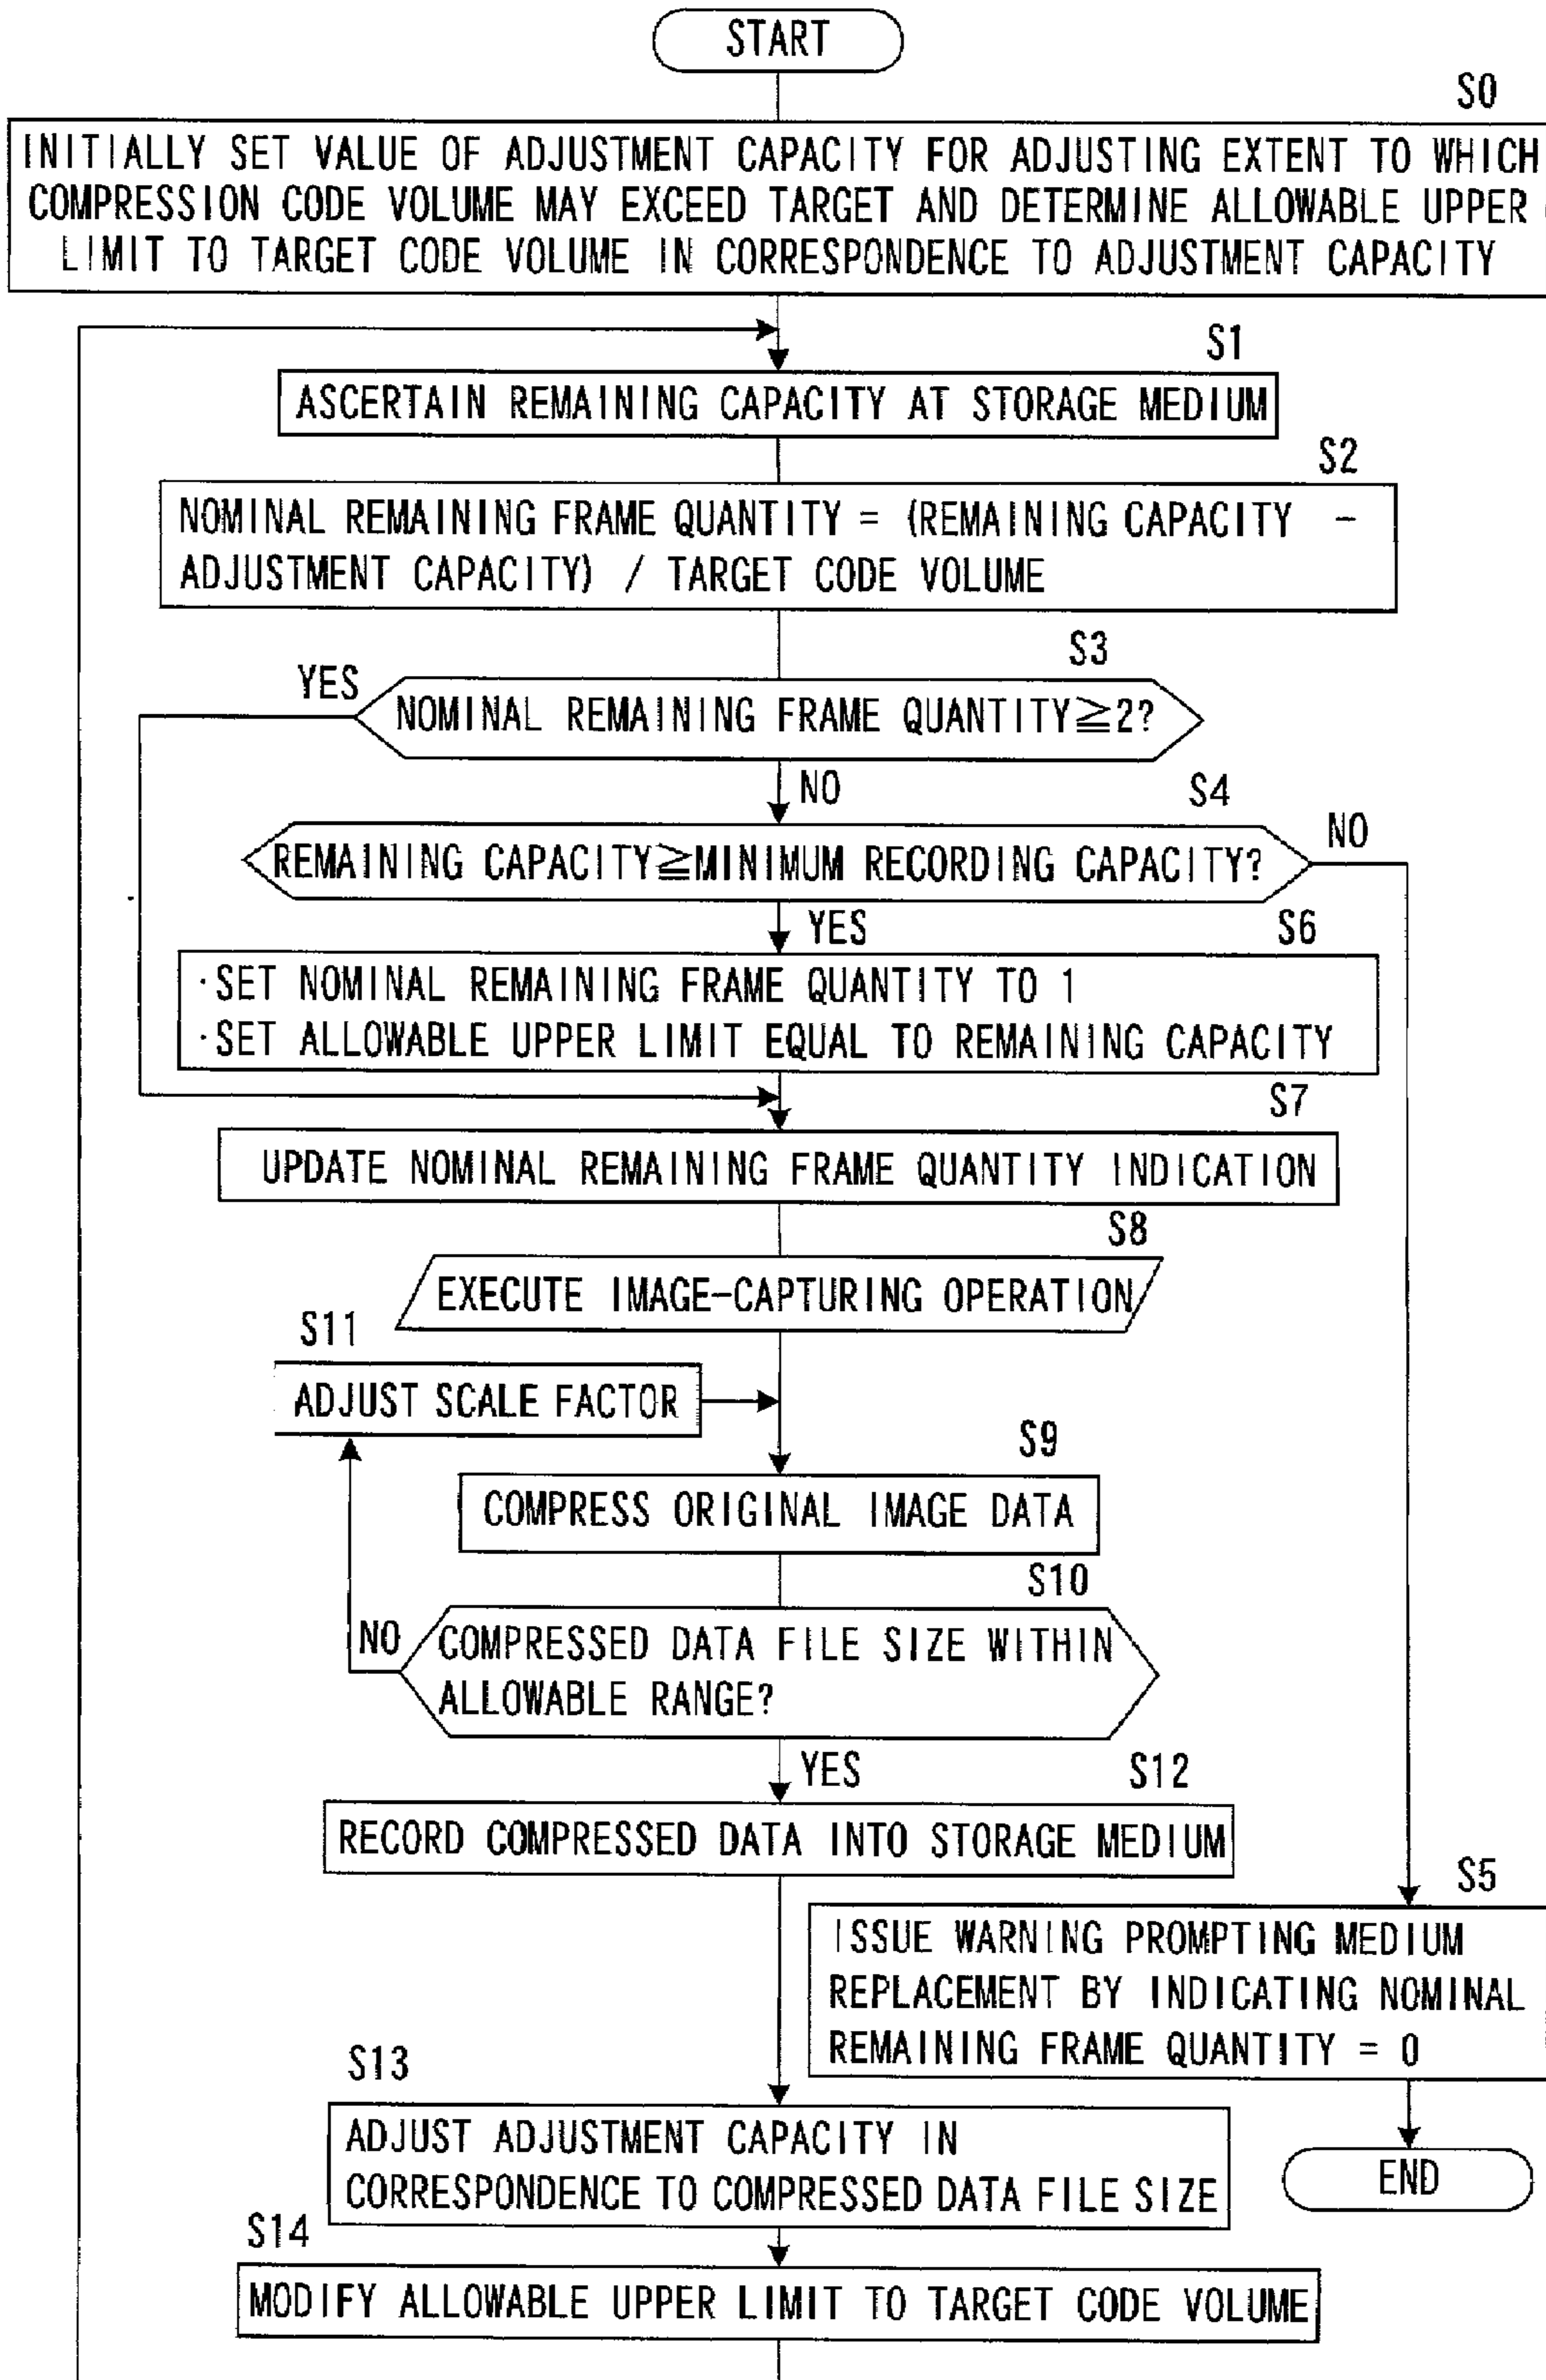 START
S0
INITIALLY SET VALUE OF ADJUSTMENT CAPACITY FOR ADJUSTING EXTENT TO WHICH
COMPRESSION CODE VOLUME MAY EXCEED TARGET AND DETERMINE ALLOWABLE UPPER
LIMIT TO TARGET CODE VOLUME IN CORRESPONDENCE TO ADJUSTMENT CAPACITY
S1
ASCERTAIN REMAINING CAPACITY AT STORAGE MEDIUM
S2
NOMINAL REMAINING FRAME QUANTITY = (REMAINING CAPACITY -
ADJUSTMENT CAPACITY) / TARGET CODE VOLUME
S3
YES
NOMINAL REMAINING FRAME QUANTITY≧2?
NO
S4
NO
REMAINING CAPACITY≧MINIMUM RECORDING CAPACITY?
YES
S6
·SET NOMINAL REMAINING FRAME QUANTITY TO 1
·SET ALLOWABLE UPPER LIMIT EQUAL TO REMAINING CAPACITY
S7
UPDATE NOMINAL REMAINING FRAME QUANTITY INDICATION
S8
EXECUTE IMAGE-CAPTURING OPERATION
S11
ADJUST SCALE FACTOR
S9
COMPRESS ORIGINAL IMAGE DATA
S10
NO
COMPRESSED DATA FILE SIZE WITHIN
ALLOWABLE RANGE?
YES
S12
RECORD COMPRESSED DATA INTO STORAGE MEDIUM
S5
ISSUE WARNING PROMPTING MEDIUM
REPLACEMENT BY INDICATING NOMINAL
REMAINING FRAME QUANTITY = 0
S13
ADJUST ADJUSTMENT CAPACITY IN
CORRESPONDENCE TO COMPRESSED DATA FILE SIZE
END
S14
MODIFY ALLOWABLE UPPER LIMIT TO TARGET CODE VOLUME